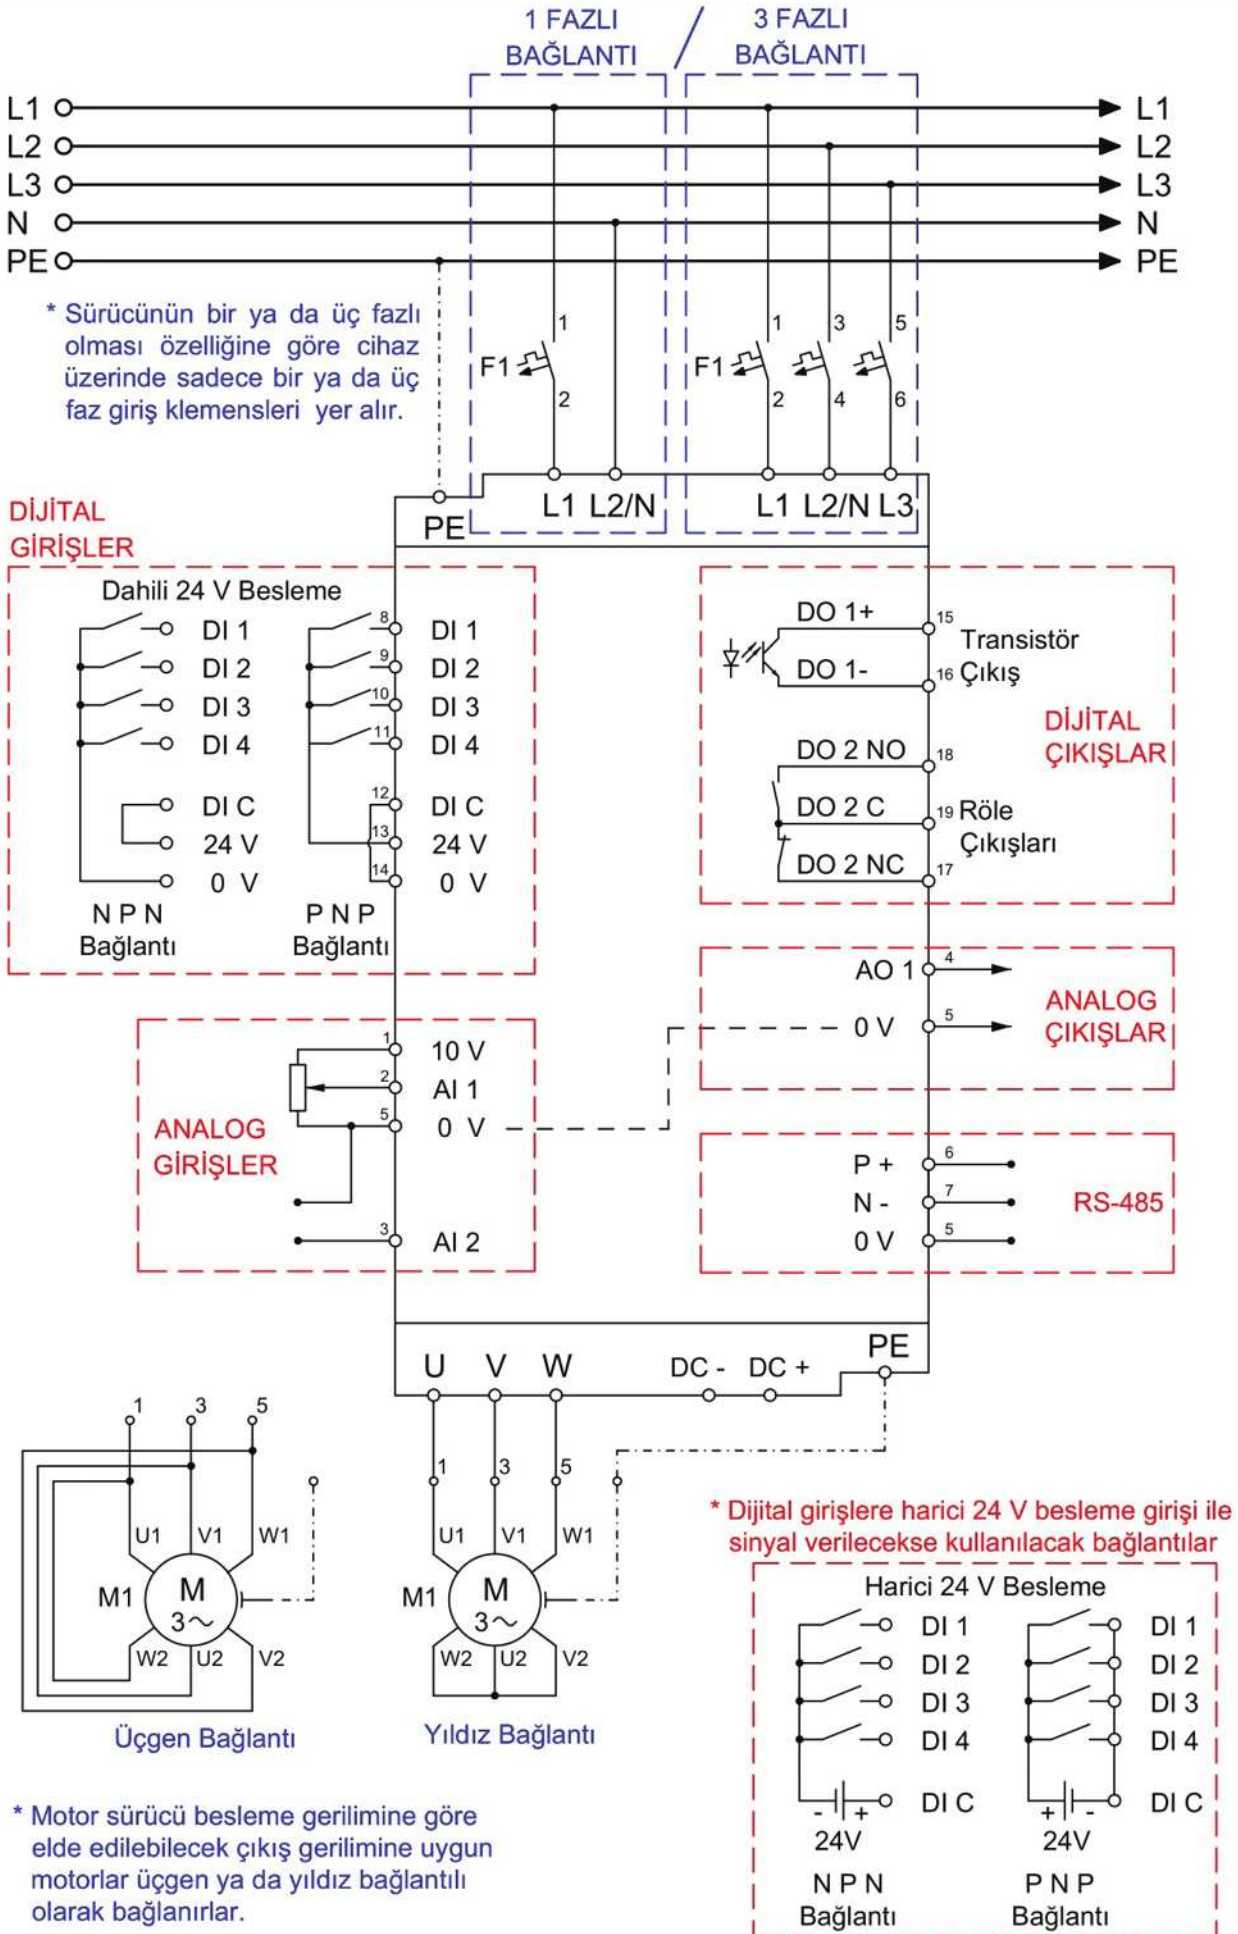 1 FAZLI
BAĞLANTI
/
3 FAZLI
BAĞLANTI
L1 L1
L2 L2
L3 L3
N N
PE PE
* Sürücünün bir ya da üç fazlı
olması özelliğine göre cihaz
üzerinde sadece bir ya da üç
faz giriş klemensleri yer alır.
1 1 3 5
F1 F1
2 2 4 6
L1 L2/N L1 L2/N L3
PE
DİJİTAL
GİRİŞLER
Dahili 24 V Besleme
DI 1 8 DI 1
DI 2 9 DI 2
DI 3 10 DI 3
DI 4 11 DI 4
DI C 12 DI C
24 V 13 24 V
0 V 14 0 V
N P N
Bağlantı
P N P
Bağlantı
DO 1+ 15
Transistör
DO 1- 16 Çıkış
DİJİTAL
ÇIKIŞLAR
DO 2 NO 18
DO 2 C 19 Röle
Çıkışları
DO 2 NC 17
AO 1 4
0 V 5
ANALOG
ÇIKIŞLAR
1 10 V
2 AI 1
5 0 V
ANALOG
GİRİŞLER
3 AI 2
P + 6
N - 7
0 V 5
RS-485
U V W DC - DC + PE
1 3 5
1 3 5
U1 V1 W1
M1 M
3~
W2 U2 V2
Üçgen Bağlantı
U1 V1 W1
M1 M
3~
W2 U2 V2
Yıldız Bağlantı
* Motor sürücü besleme gerilimine göre
elde edilebilecek çıkış gerilimine uygun
motorlar üçgen ya da yıldız bağlantılı
olarak bağlanırlar.
* Dijital girişlere harici 24 V besleme girişi ile
sinyal verilecekse kullanılacak bağlantılar
Harici 24 V Besleme
DI 1 DI 1
DI 2 DI 2
DI 3 DI 3
DI 4 DI 4
- + DI C + - DI C
24V 24V
N P N P N P
Bağlantı Bağlantı